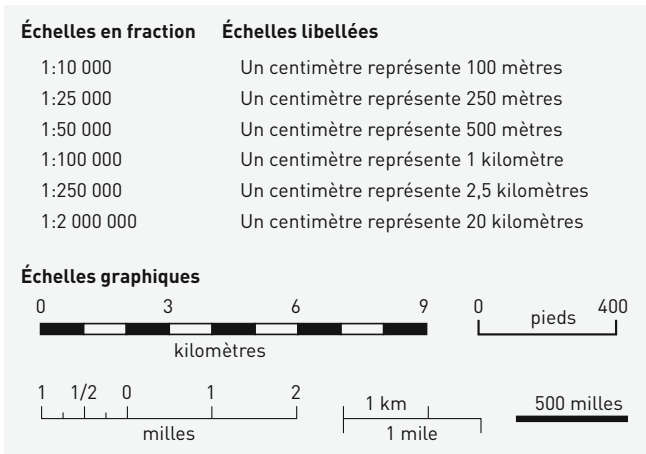 Échelles en fraction Échelles libellées
1:10 000 Un centimètre représente 100 mètres
1:25 000 Un centimètre représente 250 mètres
1:50 000 Un centimètre représente 500 mètres
1:100 000 Un centimètre représente 1 kilomètre
1:250 000 Un centimètre représente 2,5 kilomètres
1:2 000 000 Un centimètre représente 20 kilomètres
Échelles graphiques
0 3 6 9
kilomètres
0 pieds 400
1 1/2 0 1 2
milles
1 km
1 mile
500 milles